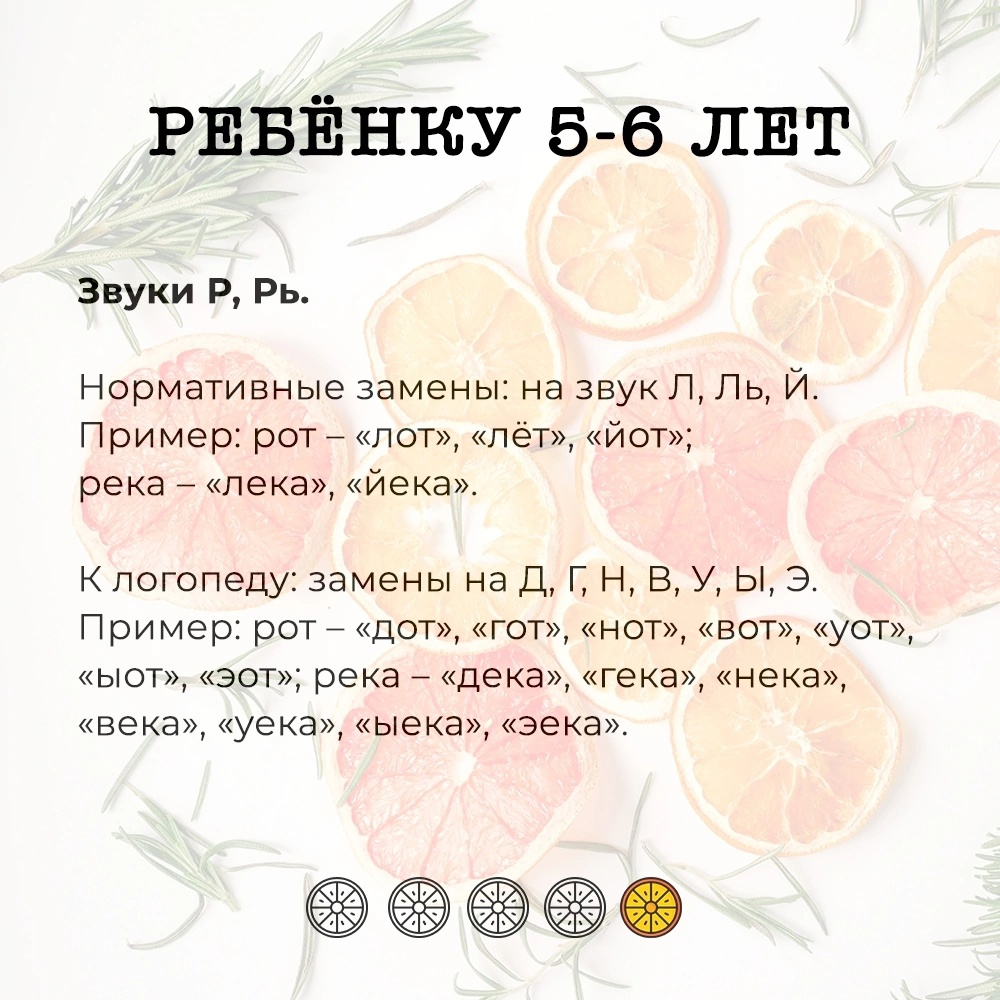 РЕБЁНКУ 5-6 ЛЕТ
Звуки Р, Рь.
Нормативные замены: на звук Л, Ль, Й.
Пример: рот – «лот», «лёт», «йот»;
река – «лека», «йека».
К логопеду: замены на Д, Г, Н, В, У, Ы, Э.
Пример: рот – «дот», «гот», «нот», «вот», «уот»,
«ыот», «эот»; река – «дека», «гека», «нека»,
«века», «уека», «ыека», «эека».